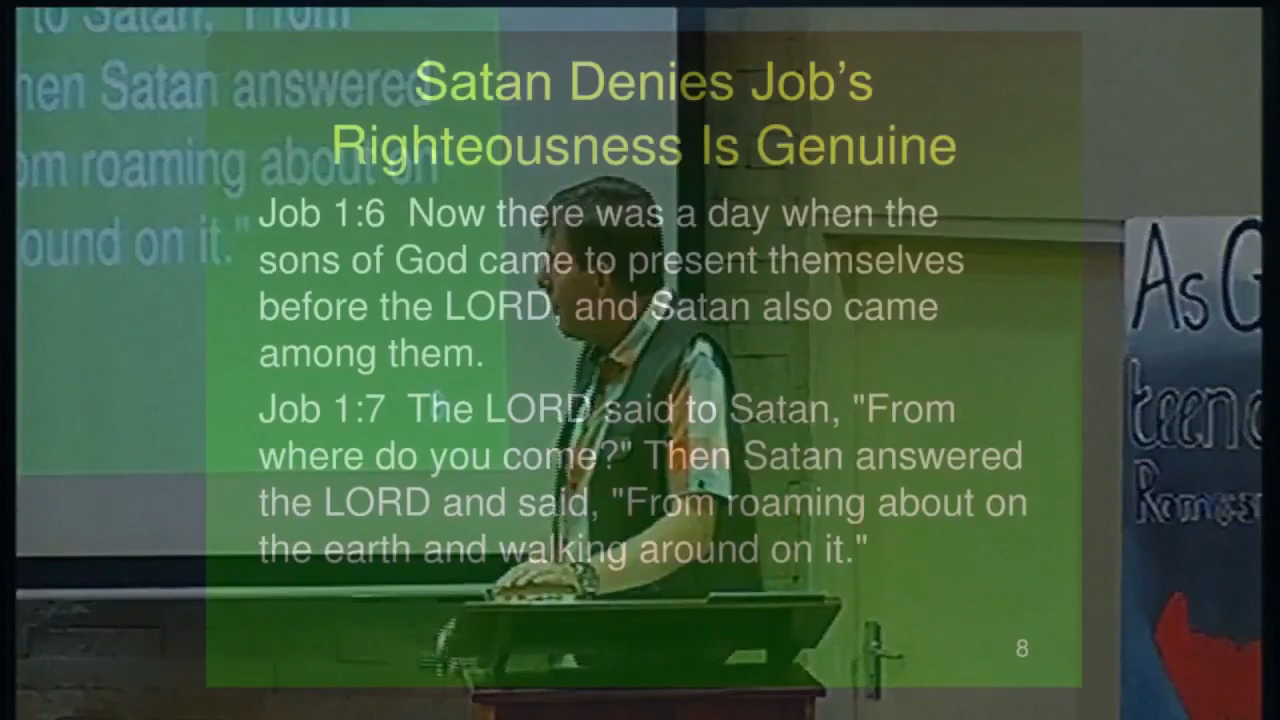 to Satan, "From
hen Satan answered
om roaming about on
ound on it."
Satan Denies Job’s
Righteousness Is Genuine
Job 1:6 Now there was a day when the
sons of God came to present themselves
before the LORD, and Satan also came
among them.
Job 1:7 The LORD said to Satan, "From
where do you come?" Then Satan answered
the LORD and said, "From roaming about on
the earth and walking around on it."
8
As G
teen